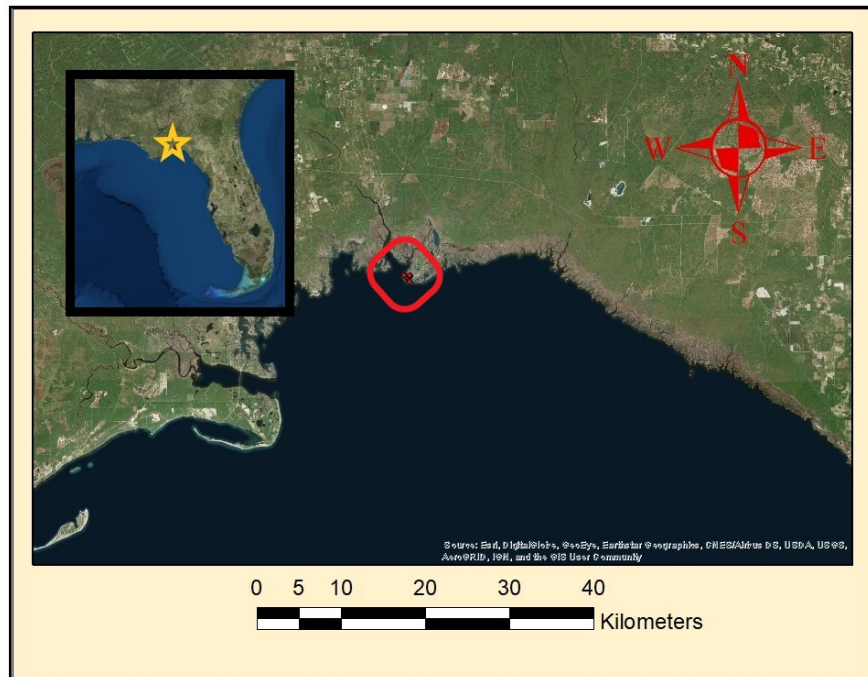 N
W E
S
Source: Esri, DigitalGlobe, GeoEye, Earthstar Geographics, CNES/Airbus DS, USDA, USGS,
AeroGRID, IGN, and the GIS User Community
0 5 10 20 30 40
Kilometers